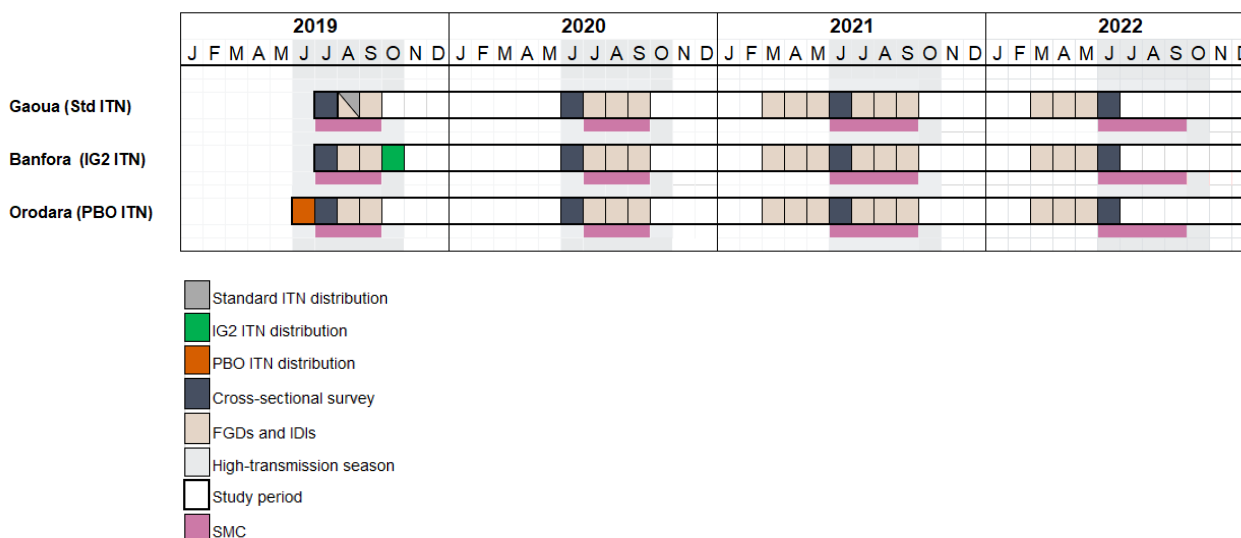 2019 2020 2021 2022
J F M A M J J A S O N D J F M A M J J A S O N D J F M A M J J A S O N D J F M A M J J A S O N D
Gaoua (Std ITN)
Banfora (IG2 ITN)
Orodara (PBO ITN)
Standard ITN distribution
IG2 ITN distribution
PBO ITN distribution
Cross-sectional survey
FGDs and IDIs
High-transmission season
Study period
SMC